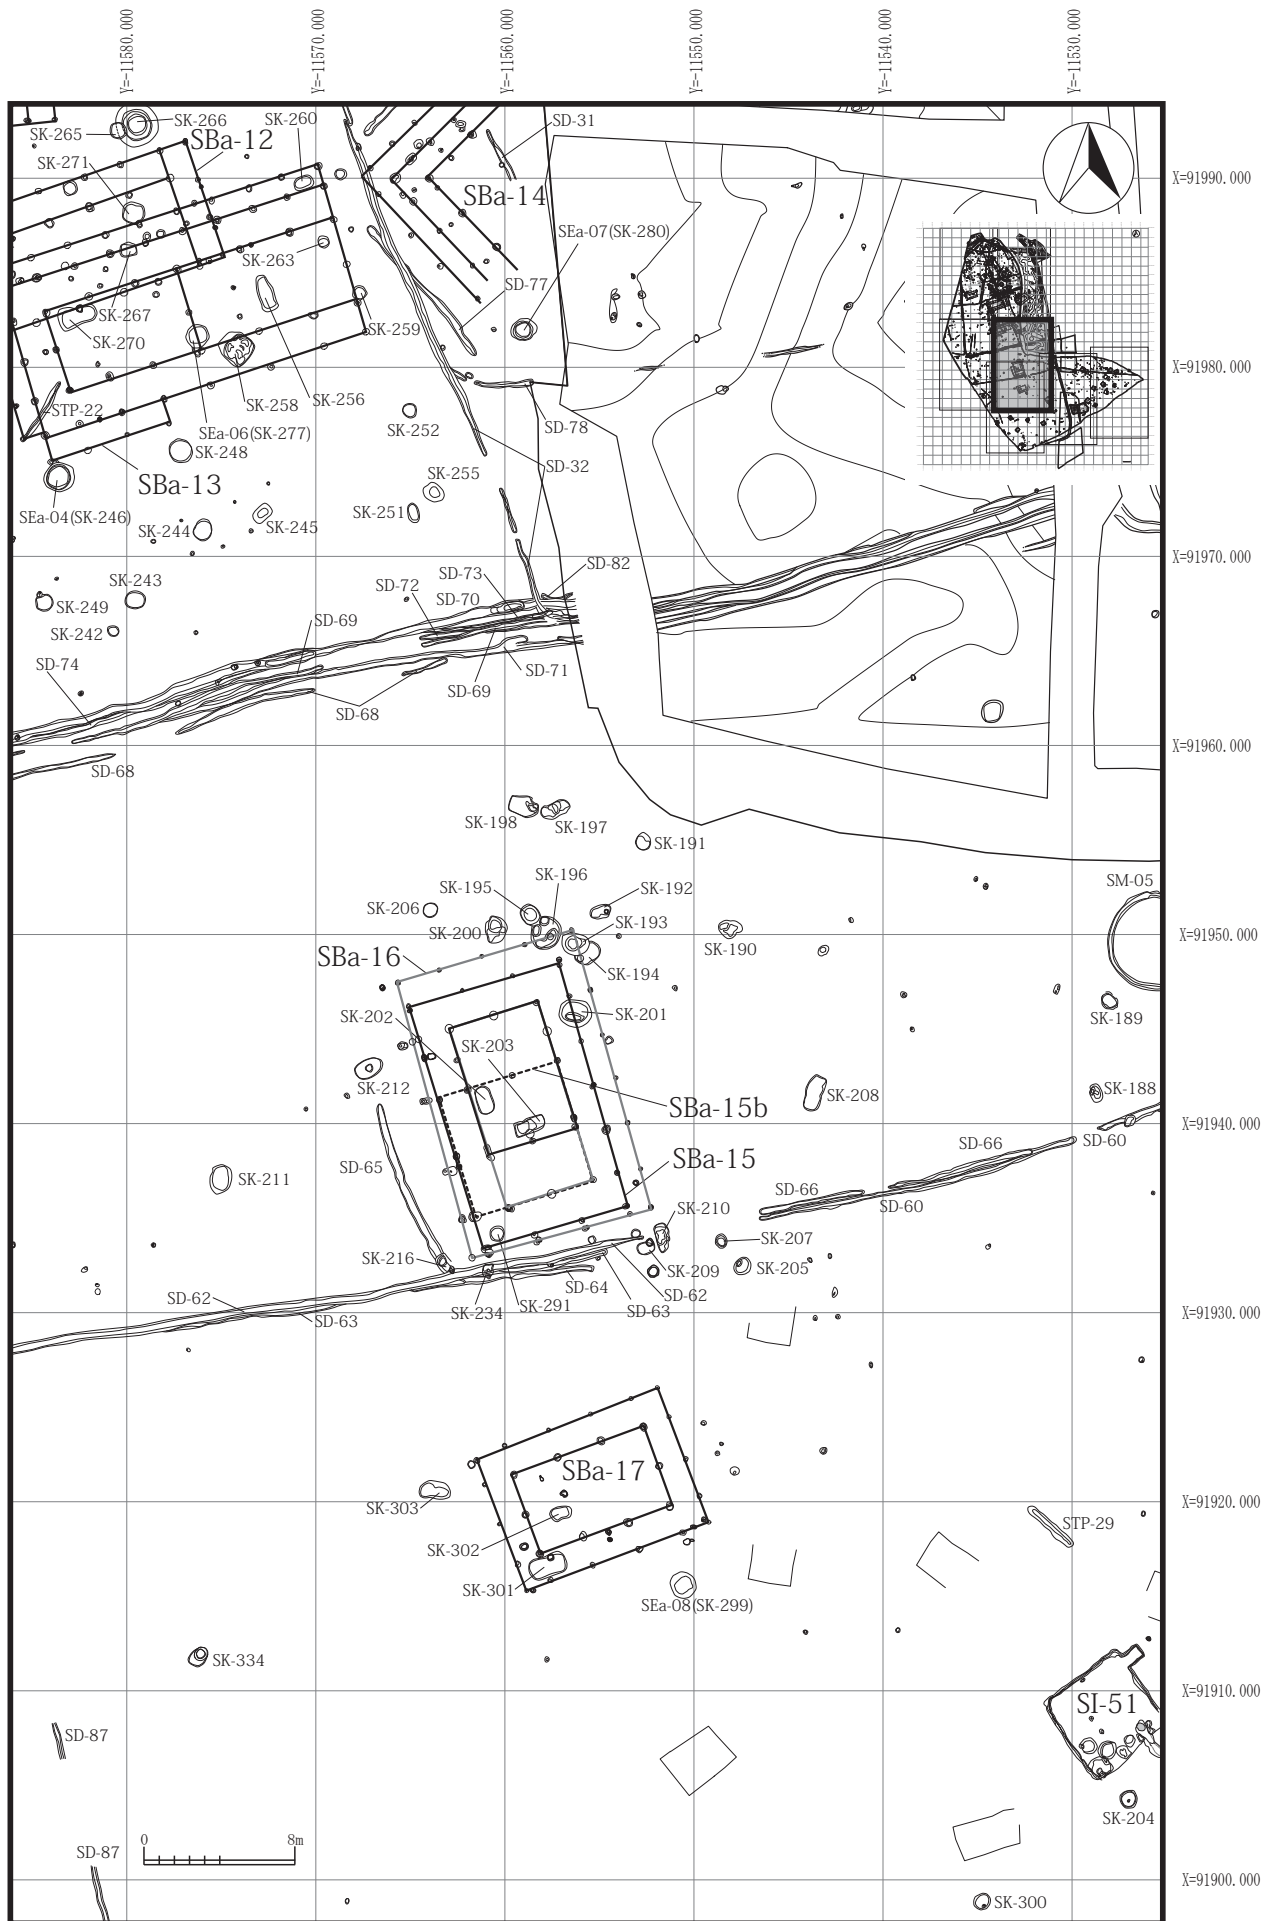 Y=-11580.000
Y=-11570.000
Y=-11560.000
Y=-11550.000
Y=-11540.000
Y=-11530.000
SK-266
SK-260
SD-31
SK-265
SBa-12
SK-271
X=91990.000
SBa-14
SEa-07(SK-280)
SK-263
SD-77
SK-267
SK-259
SK-270
X=91980.000
SK-256
SK-258
STP-22
SK-252
SD-78
SEa-06(SK-277)
SK-248
SD-32
SK-255
SBa-13
SK-251
SEa-04(SK-246)
SK-244
SK-245
X=91970.000
SD-82
SD-73
SD-72
SK-243
SD-70
SK-249
SD-69
SK-242
SD-74
SD-71
SD-69
SD-68
X=91960.000
SD-68
SK-198
SK-197
SK-191
SK-196
SM-05
SK-195
SK-192
SK-206
SK-193
SK-200
X=91950.000
SK-190
SBa-16
SK-194
SK-202
SK-201
SK-189
SK-203
SK-212
SK-188
SK-208
SBa-15b
X=91940.000
SD-60
SD-66
SBa-15
SD-65
SK-211
SD-66
SD-60
SK-210
SK-207
SK-216
SK-205
SK-209
SD-64
SD-62
SD-62
SK-291
SD-63
SK-234
SD-63
X=91930.000
SBa-17
X=91920.000
SK-303
STP-29
SK-302
SK-301
SEa-08(SK-299)
SK-334
X=91910.000
SI-51
SD-87
SK-204
0
8m
SD-87
X=91900.000
SK-300